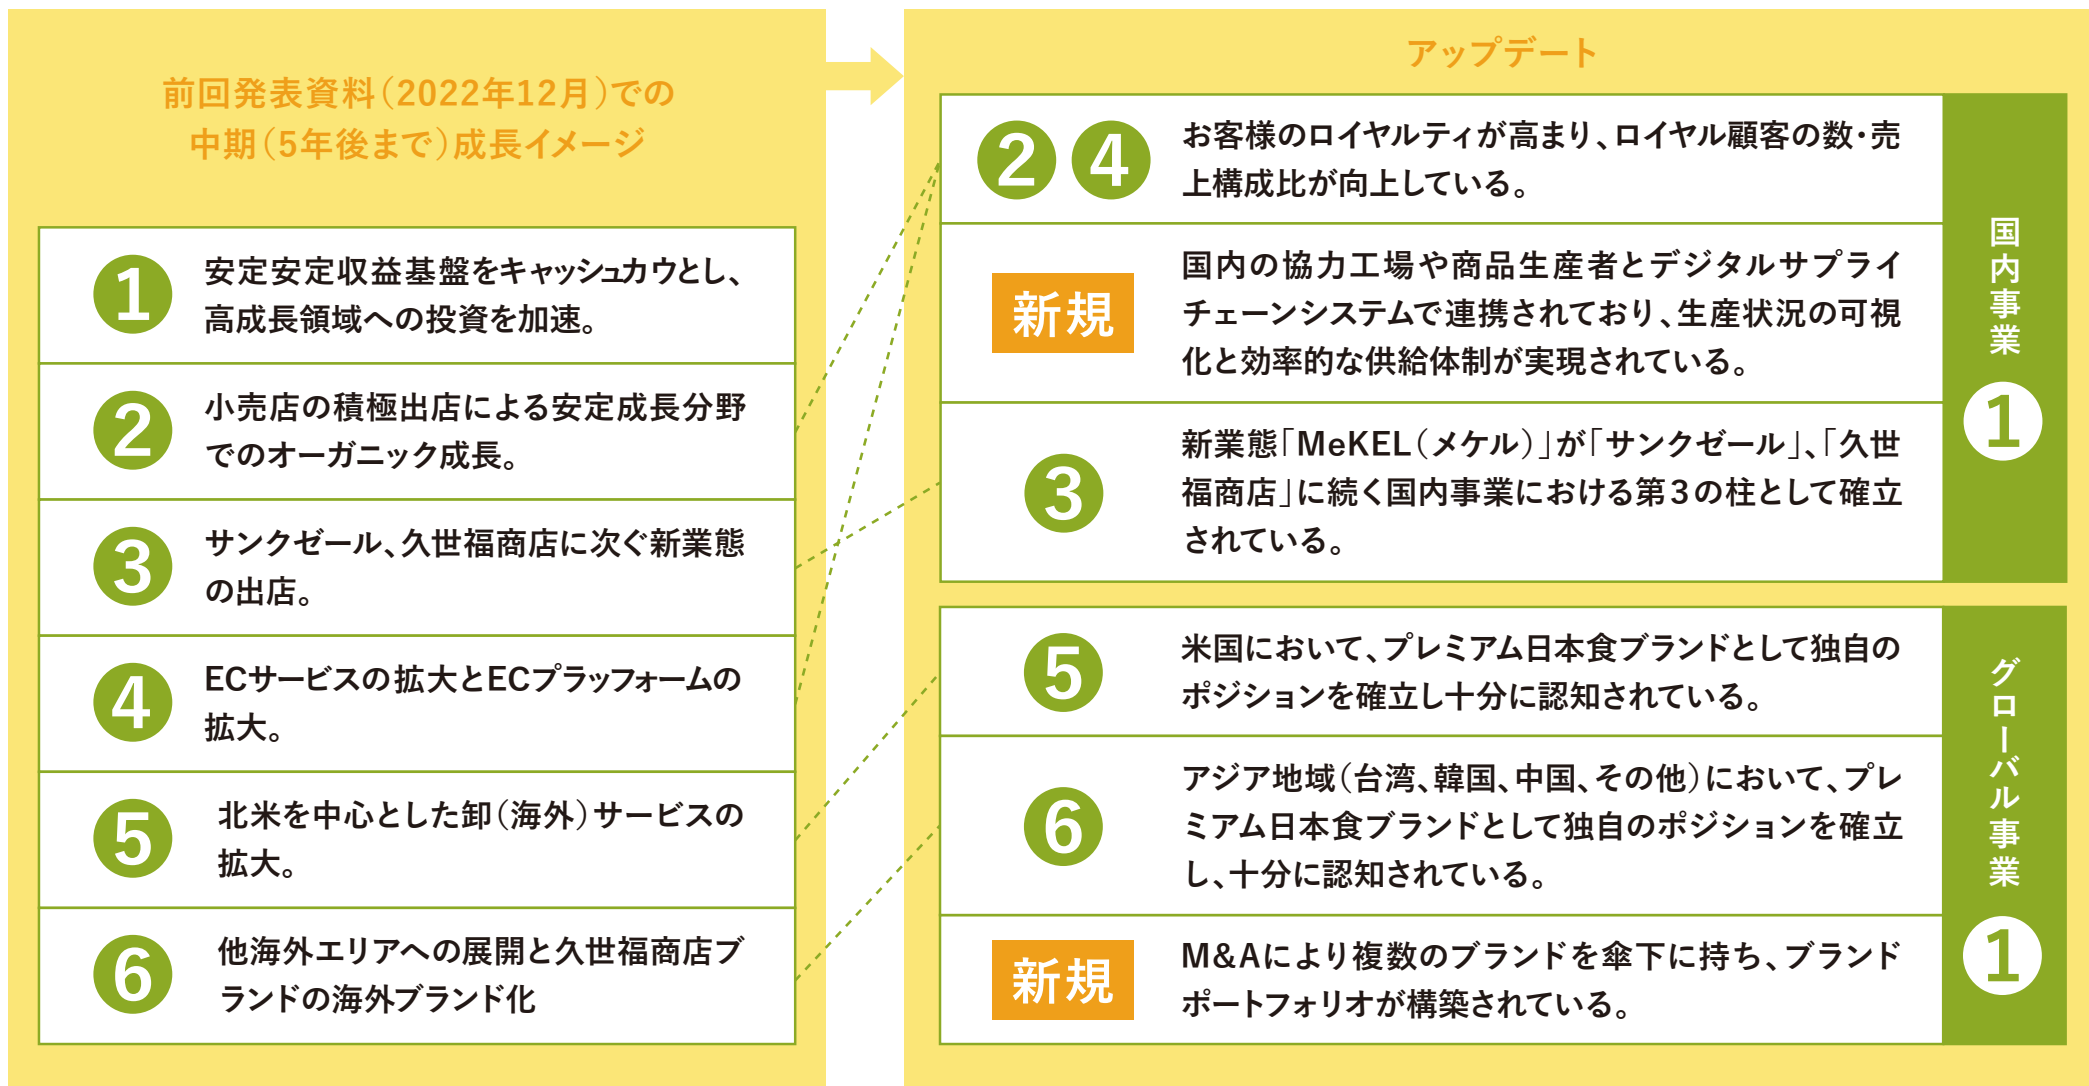 前回発表資料（2022年12月）での
中期（5年後まで）成長イメージ
1
安定安定収益基盤をキャッシュカウとし、
高成長領域への投資を加速。
2
小売店の積極出店による安定成長分野
でのオーガニック成長。
3
サンクゼール、久世福商店に次ぐ新業態
の出店。
4
ECサービスの拡大とECプラッフォームの
拡大。
5
北米を中心とした卸（海外）サービスの
拡大。
6
他海外エリアへの展開と久世福商店ブ
ランドの海外ブランド化
アップデート
2 4
お客様のロイヤルティが高まり、ロイヤル顧客の数・売
上構成比が向上している。
新規
国内の協力工場や商品生産者とデジタルサプライ
チェーンシステムで連携されており、生産状況の可視
化と効率的な供給体制が実現されている。
3
新業態「MeKEL（メケル）」が「サンクゼール」、「久世
福商店」に続く国内事業における第３の柱として確立
されている。
国内事業
1
5
米国において、プレミアム日本食ブランドとして独自の
ポジションを確立し十分に認知されている。
6
アジア地域（台湾、韓国、中国、その他）において、プレ
ミアム日本食ブランドとして独自のポジションを確立
し、十分に認知されている。
新規
M&Aにより複数のブランドを傘下に持ち、ブランド
ポートフォリオが構築されている。
グローバル事業
1